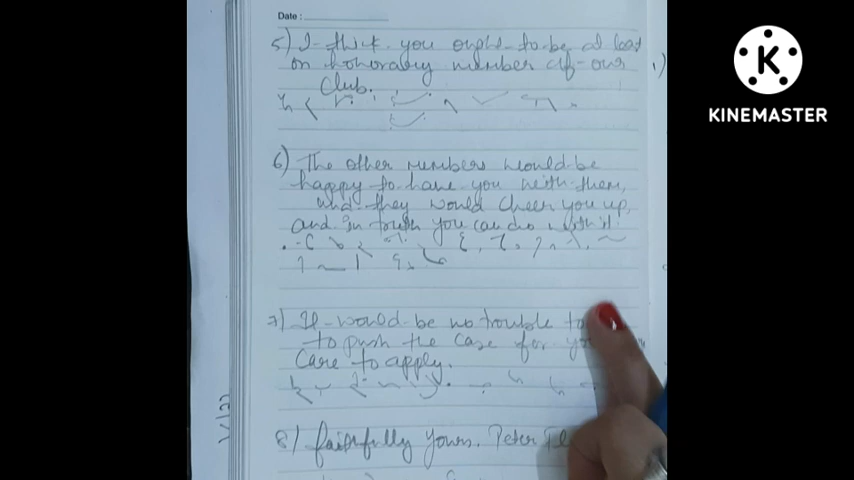 Date :
5) I think you ought to be at least
an honorary member of our
Club.
6) The other members would be
happy to have you with them,
and they would cheer you up,
and in truth you can do with it.
7) It would be no trouble to
to push the case for you
Care to apply.
8) faithfully yours. Peter
1)
KINEMASTER